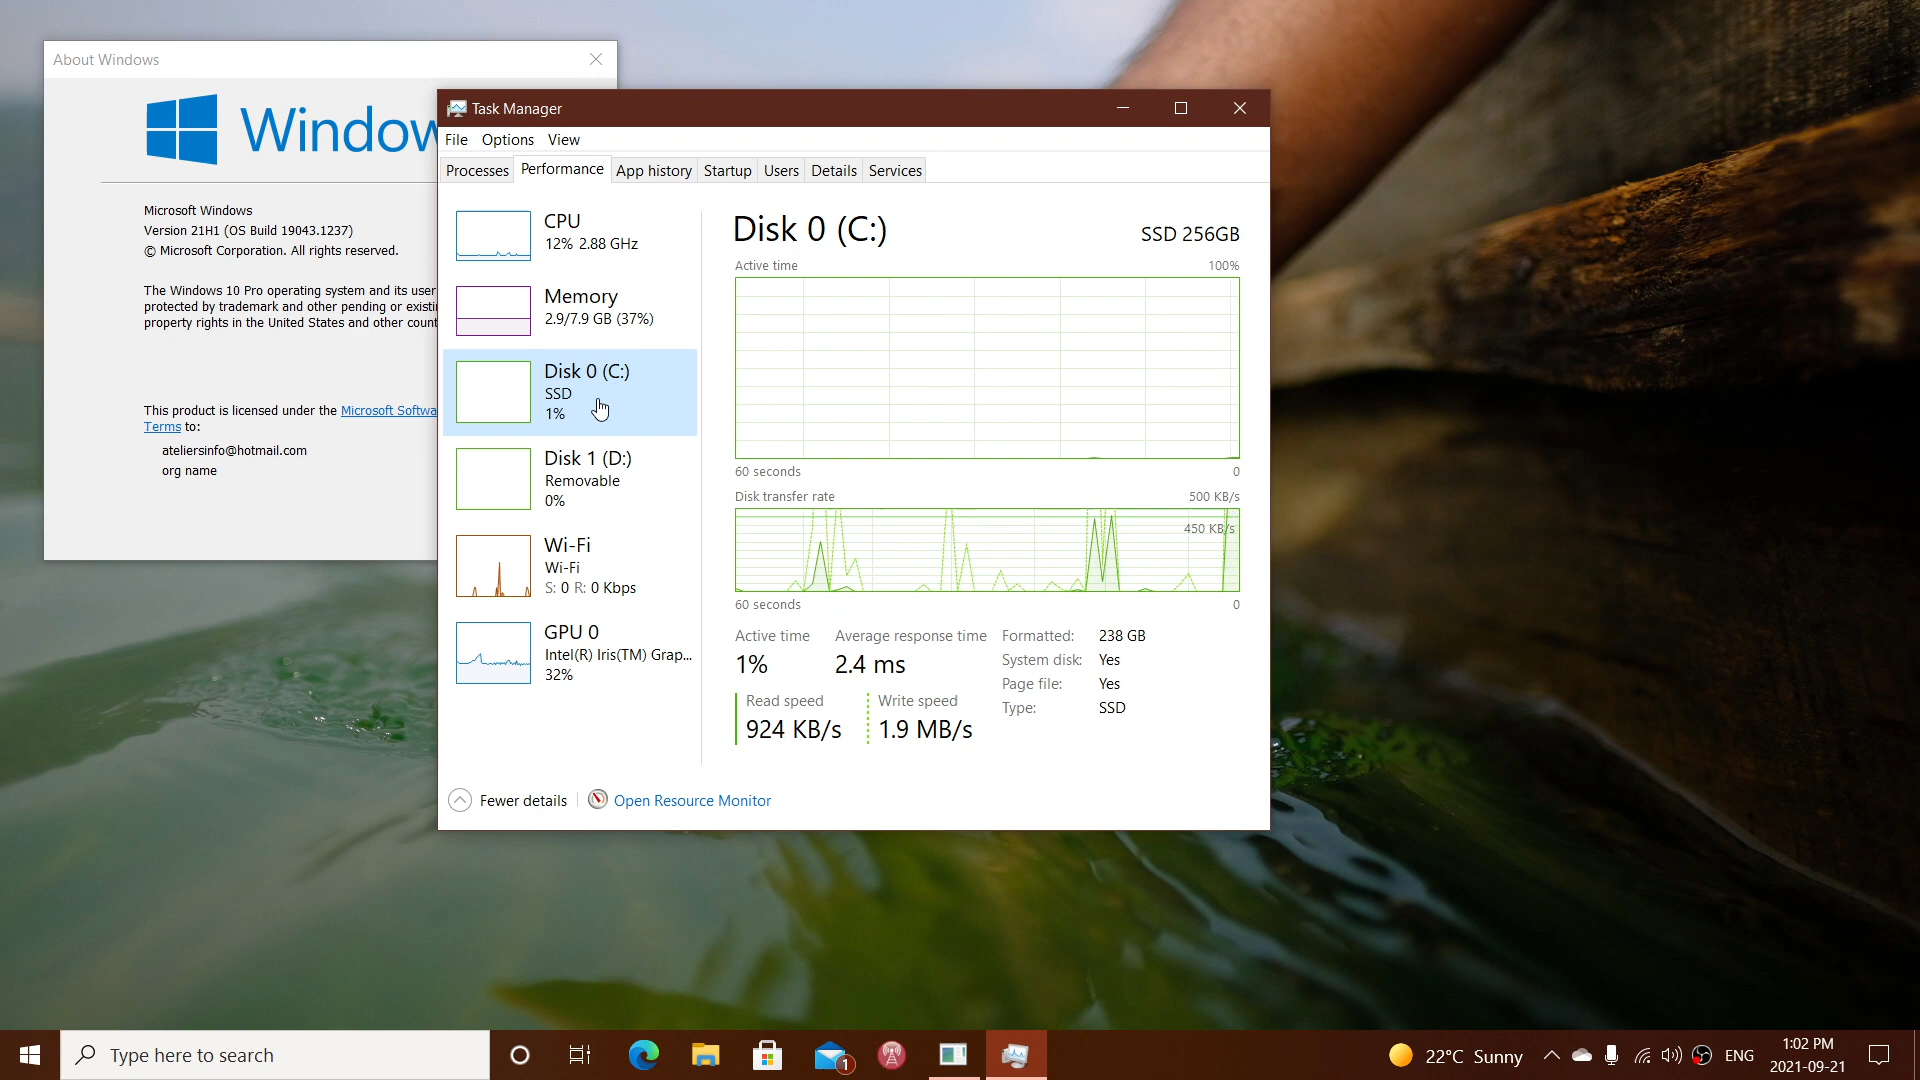 About Windows
Window
Microsoft Windows
Version 21H1 (OS Build 19043.1237)
© Microsoft Corporation. All rights reserved.
The Windows 10 Pro operating system and its user
protected by trademark and other pending or existi
property rights in the United States and other count
This product is licensed under the Microsoft Softwa
Terms to:
ateliersinfo@hotmail.com
org name
Task Manager
File Options View
Processes Performance App history Startup Users Details Services
CPU
12% 2.88 GHz
Memory
2.9/7.9 GB (37%)
Disk 0 (C:)
SSD
1%
Disk 1 (D:)
Removable
0%
Wi-Fi
Wi-Fi
S: 0 R: 0 Kbps
GPU 0
Intel(R) Iris(TM) Grap...
32%
Disk 0 (C:) SSD 256GB
Active time 100%
60 seconds 0
Disk transfer rate 500 KB/s
450 KB/s
60 seconds 0
Active time Average response time
1% 2.4 ms
Read speed Write speed
924 KB/s 1.9 MB/s
Formatted: 238 GB
System disk: Yes
Page file: Yes
Type: SSD
Fewer details Open Resource Monitor
Type here to search
1
22°C Sunny
ENG
1:02 PM
2021-09-21